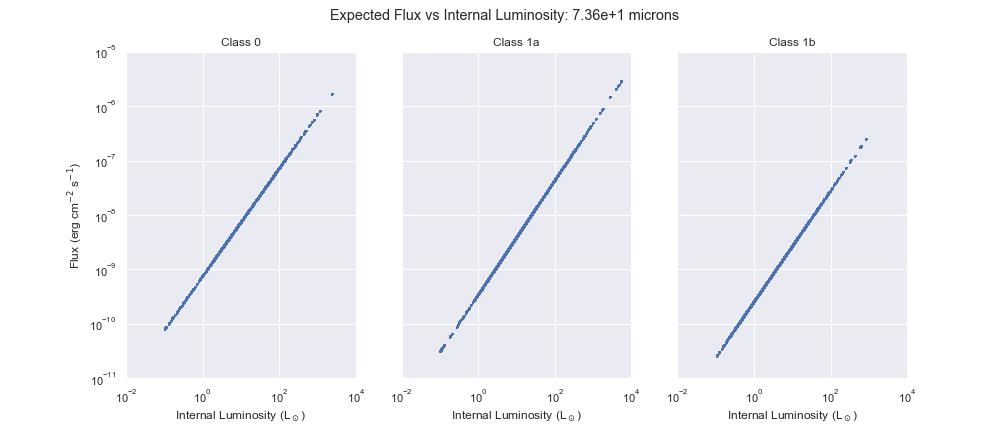 Expected Flux vs Internal Luminosity: 7.36e+1 microns
Class 0
Class 1a
Class 1b
10⁻⁵
10⁻⁶
10⁻⁷
10⁻⁸
10⁻⁹
10⁻¹⁰
10⁻¹¹
Flux (erg cm⁻² s⁻¹)
10⁻² 10⁰ 10² 10⁴
10⁻² 10⁰ 10² 10⁴
10⁻² 10⁰ 10² 10⁴
Internal Luminosity (L⊙)
Internal Luminosity (L⊙)
Internal Luminosity (L⊙)